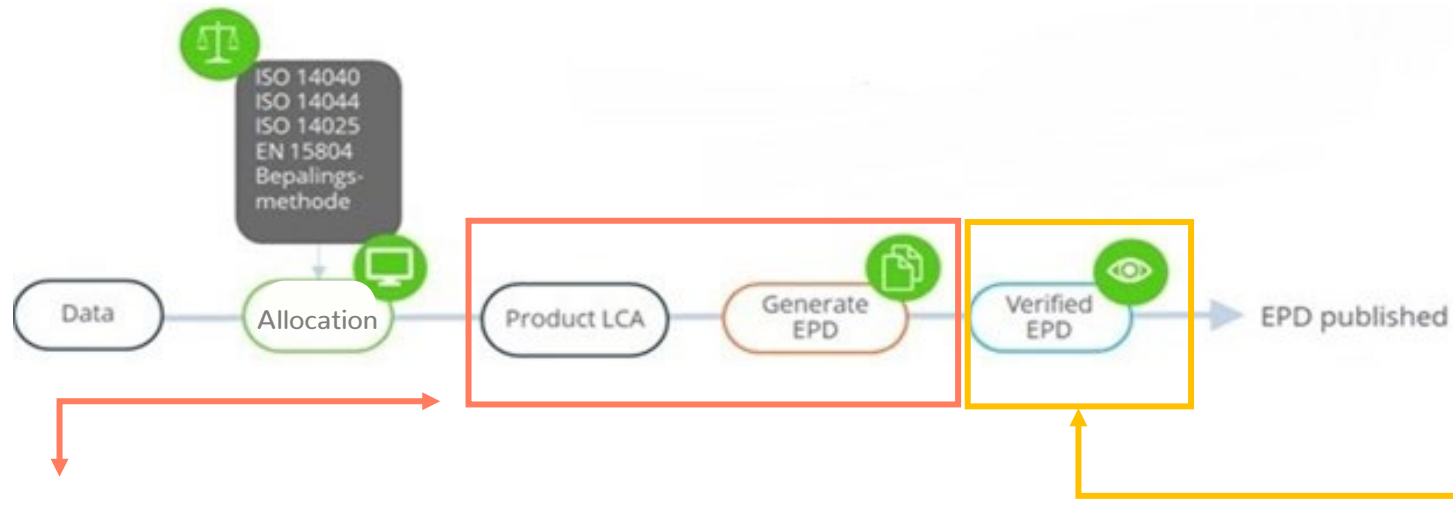 ISO 14040
ISO 14044
ISO 14025
EN 15804
Bepalings-
methode
Data
Allocation
Product LCA
Generate
EPD
Verified
EPD
EPD published